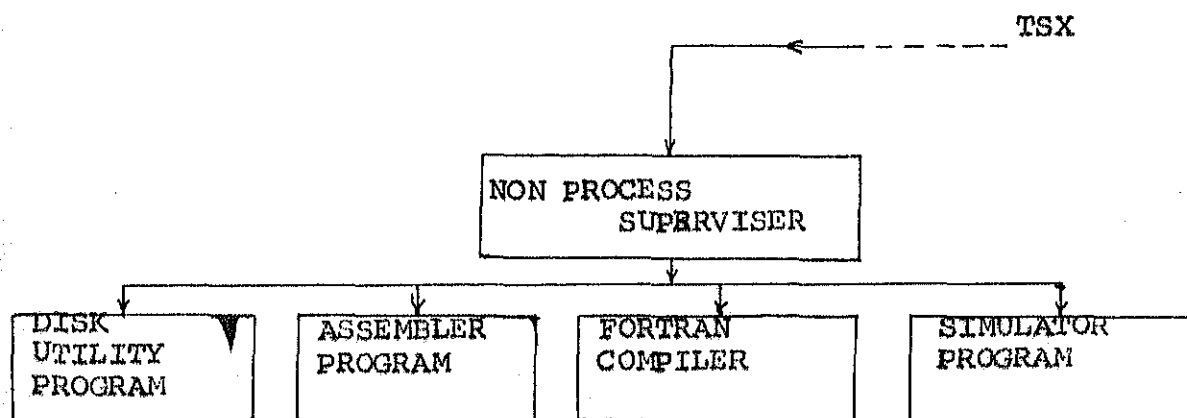 TSX
NON PROCESS
SUPERVISER
DISK
UTILITY
PROGRAM
ASSEMBLER
PROGRAM
FORTRAN
COMPILER
SIMULATOR
PROGRAM